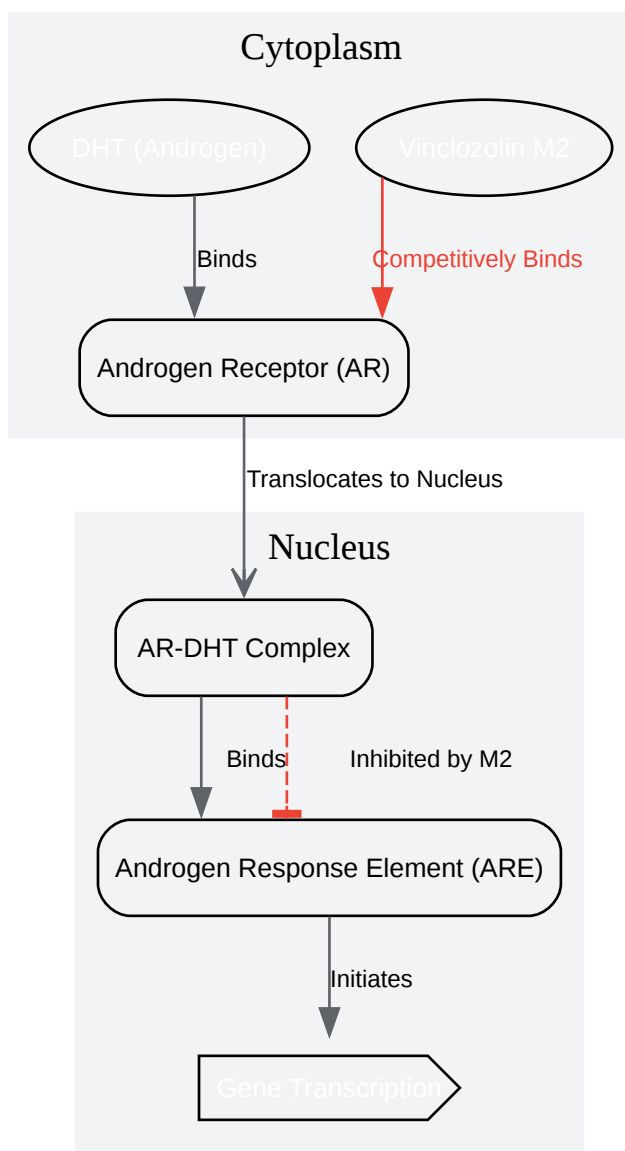 Cytoplasm
DHT (Androgen)
Vinclozolin M2
Binds
Competitively Binds
Androgen Receptor (AR)
Translocates to Nucleus
Nucleus
AR-DHT Complex
Binds
Inhibited by M2
Androgen Response Element (ARE)
Initiates
Gene Transcription